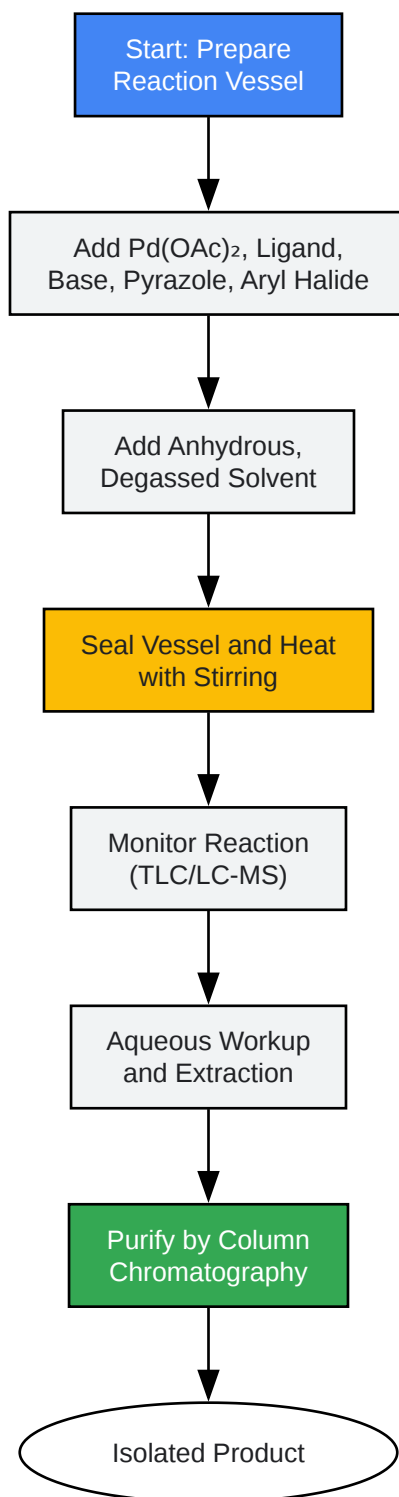 Start: Prepare
Reaction Vessel
Add Pd(OAc)₂, Ligand,
Base, Pyrazole, Aryl Halide
Add Anhydrous,
Degassed Solvent
Seal Vessel and Heat
with Stirring
Monitor Reaction
(TLC/LC-MS)
Aqueous Workup
and Extraction
Purify by Column
Chromatography
Isolated Product